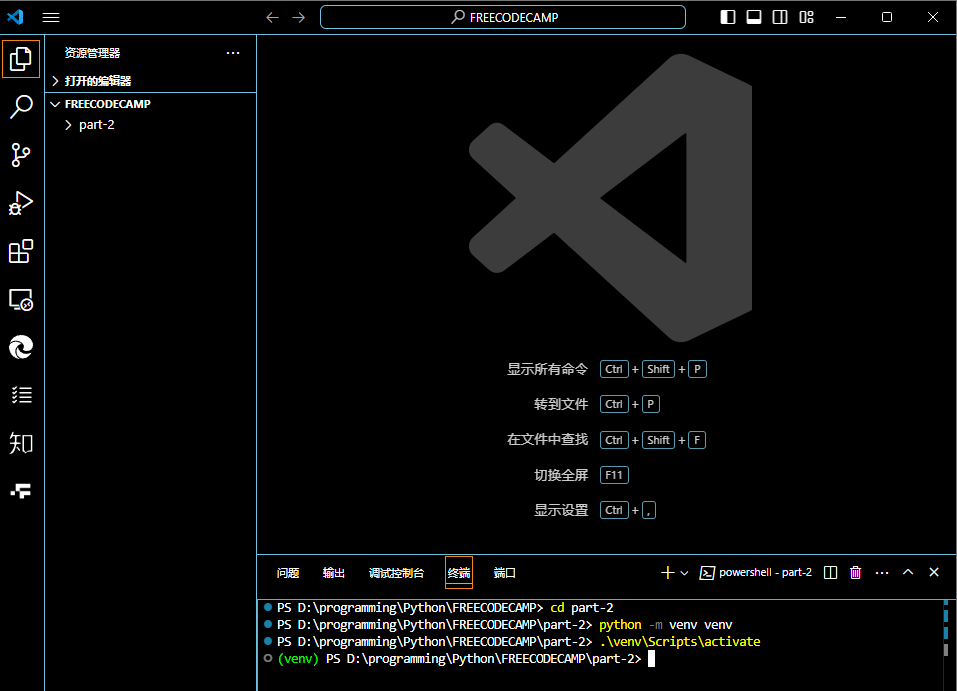 FREECODECAMP
资源管理器
打开的编辑器
FREECODECAMP
part-2
显示所有命令 Ctrl + Shift + P
转到文件 Ctrl + P
在文件中查找 Ctrl + Shift + F
切换全屏 F11
显示设置 Ctrl + ,
知
问题 输出 调试控制台 终端 端口 powershell - part-2
PS D:\programming\Python\FREECODECAMP> cd part-2
PS D:\programming\Python\FREECODECAMP\part-2> python -m venv venv
PS D:\programming\Python\FREECODECAMP\part-2> .\venv\Scripts\activate
(venv) PS D:\programming\Python\FREECODECAMP\part-2>